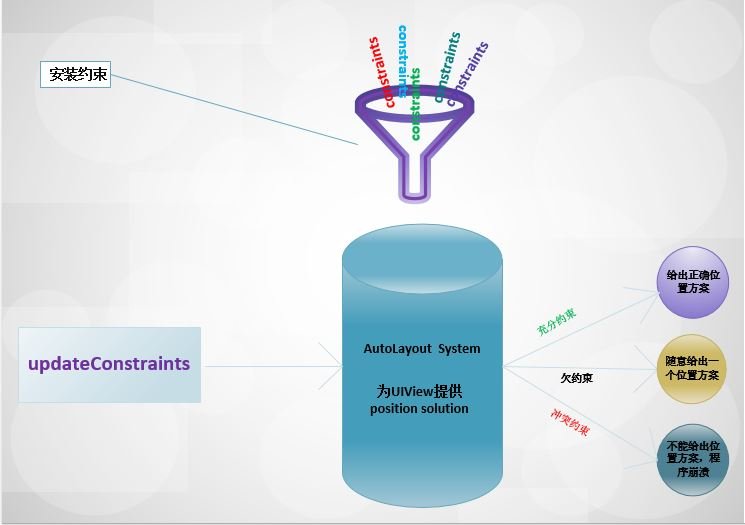 constraints
constraints
constraints
constraints
constraints
安装约束
updateConstraints
AutoLayout System
为UIView提供
position solution
充分约束
欠约束
冲突约束
给出正确位
置方案
随意给出一
个位置方案
不能给出位
置方案，程
序崩溃